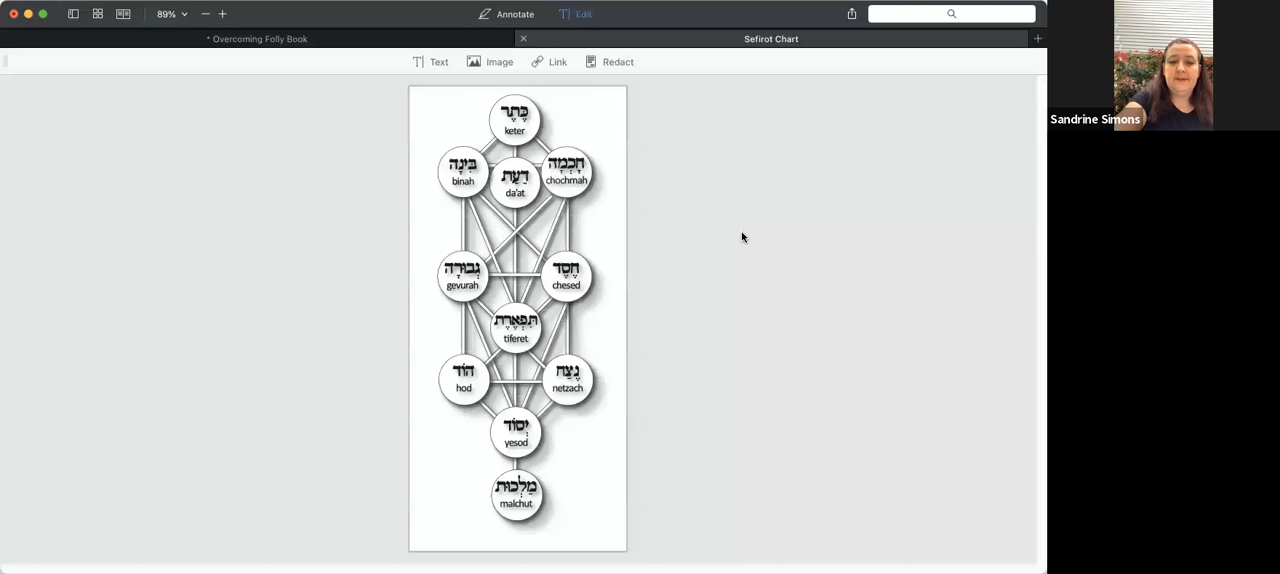 89%
Annotate
Edit
* Overcoming Folly Book
Sefirot Chart
Text
Image
Link
Redact
Sandrine Simons
כֶּתֶר
keter
בִּינָה
binah
דַעַת
da'at
חָכְמָה
chochmah
גְבוּרָה
gevurah
חֶסֶד
chesed
תִּפְאֶרֶת
tiferet
הוֹד
hod
נֶצַח
netzach
יְסוֹד
yesod
מַלְכוּת
malchut